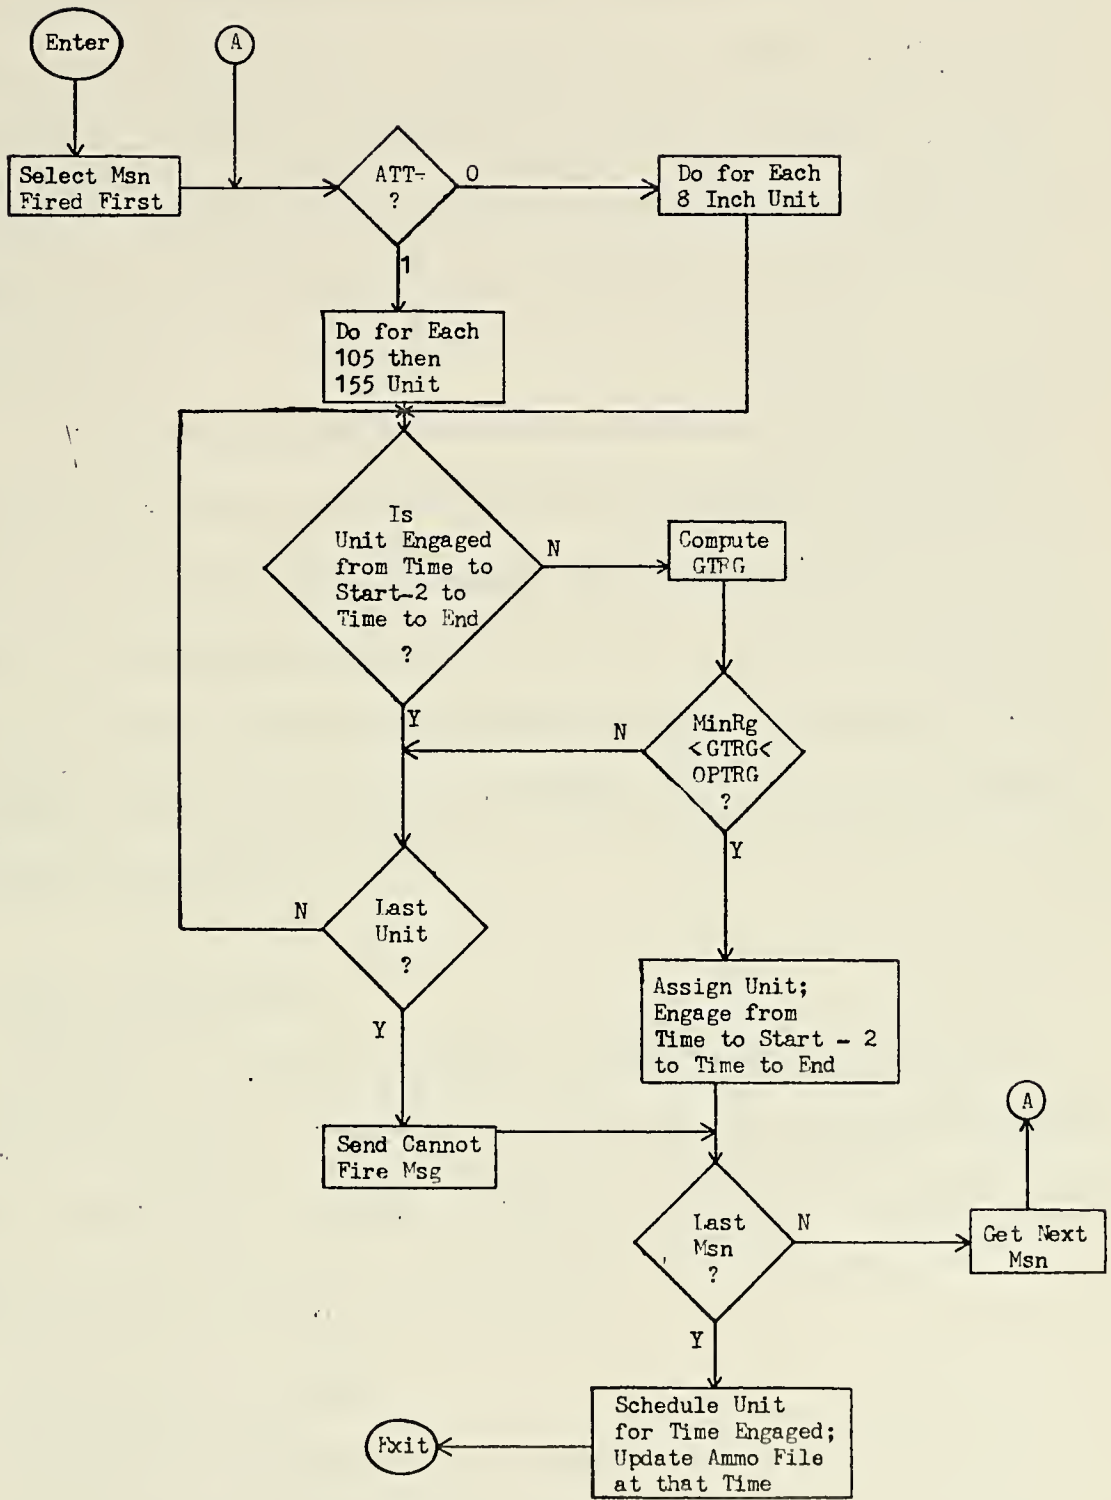 Enter
A
Select Msn
Fired First
ATT=
?
0
1
Do for Each
8 Inch Unit
Do for Each
105 then
155 Unit
Is
Unit Engaged
from Time to
Start-2 to
Time to End
?
N
Y
Compute
GTRG
MinRg
<GTRG<
OPTRG
?
N
Y
Last
Unit
?
N
Y
Assign Unit;
Engage from
Time to Start - 2
to Time to End
Send Cannot
Fire Msg
Last
Msn
?
N
Y
Get Next
Msn
A
Schedule Unit
for Time Engaged;
Update Ammo File
at that Time
Exit